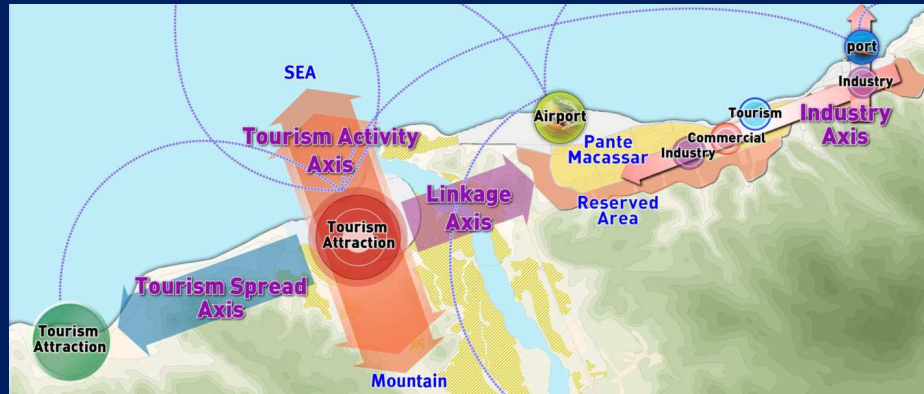 SEA
Tourism Activity
Axis
Tourism
Attraction
Linkage
Axis
Tourism Spread
Axis
Tourism
Attraction
Mountain
Airport
Pante
Macassar
Reserved
Area
port
Industry
Industry
Axis
Tourism
Commercial
Industry